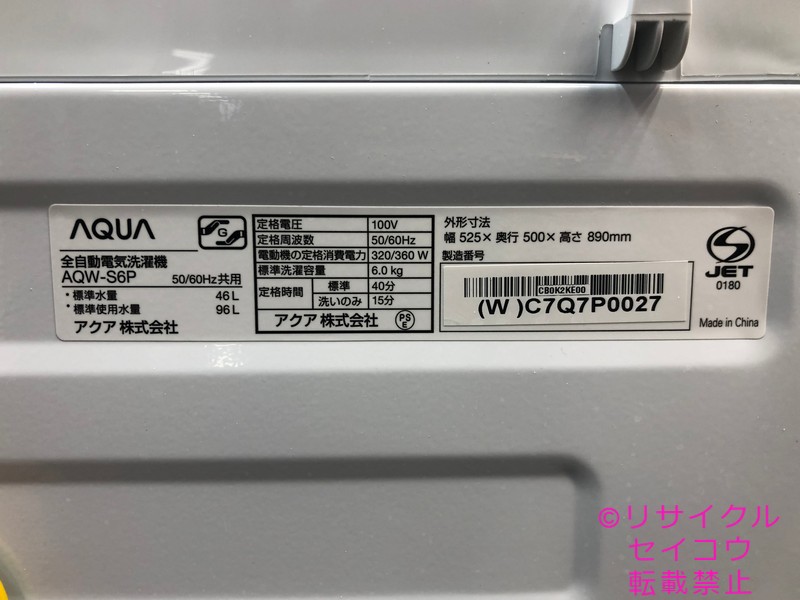 AQUA
G
全自動電気洗濯機
AQW-S6P 50/60Hz共用
・標準水量 46L
・標準使用水量 96L
アクア 株式会社
定格電圧 100V
定格周波数 50/60Hz
電動機の定格消費電力 320/360 W
標準洗濯容量 6.0 kg
定格時間 標準 40分
洗いのみ 15分
アクア 株式会社 PSE
外形寸法
幅 525×奥行 500×高さ 890mm
製造番号
CB0K2KE00
(W )C7Q7P0027
JET
0180
Made in China
©リサイクル
セイコウ
転載禁止